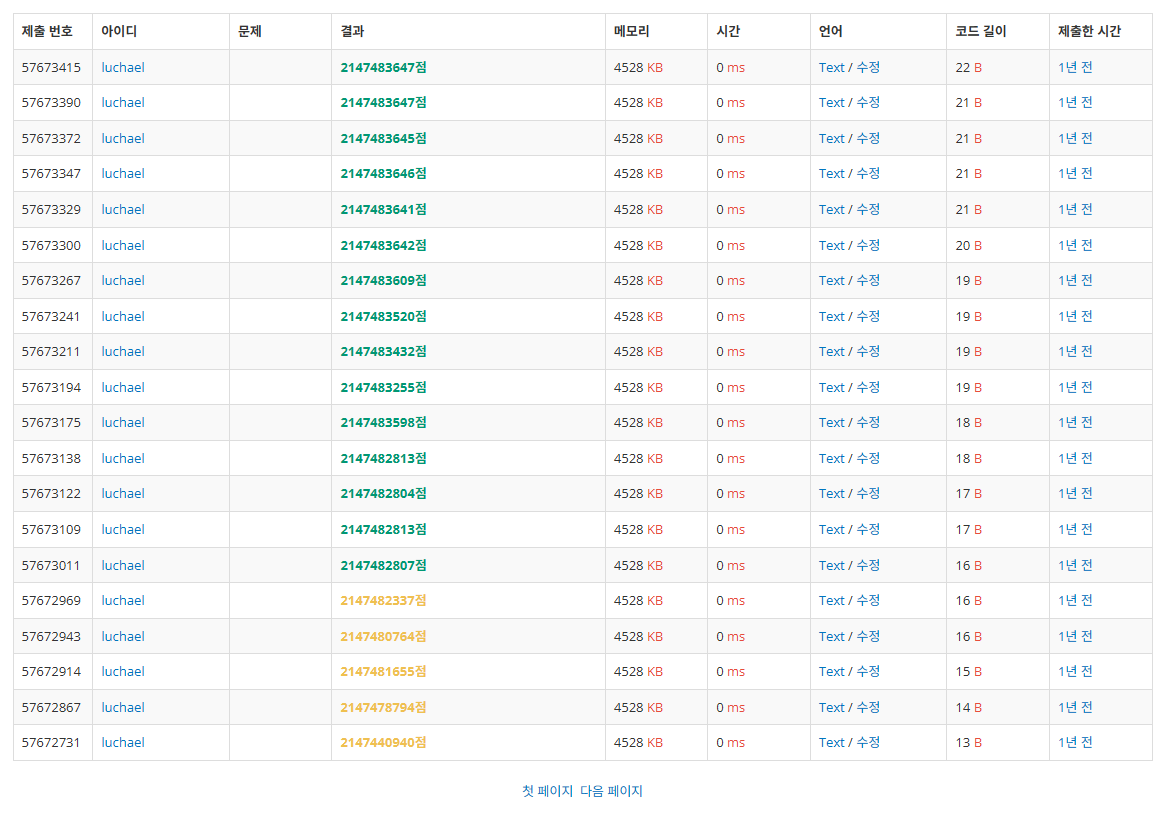 제출 번호 아이디 문제 결과 메모리 시간 언어 코드 길이 제출한 시간
57673415 luchael 2147483647점 4528 KB 0 ms Text / 수정 22 B 1년 전
57673390 luchael 2147483647점 4528 KB 0 ms Text / 수정 21 B 1년 전
57673372 luchael 2147483645점 4528 KB 0 ms Text / 수정 21 B 1년 전
57673347 luchael 2147483646점 4528 KB 0 ms Text / 수정 21 B 1년 전
57673329 luchael 2147483641점 4528 KB 0 ms Text / 수정 21 B 1년 전
57673300 luchael 2147483642점 4528 KB 0 ms Text / 수정 20 B 1년 전
57673267 luchael 2147483609점 4528 KB 0 ms Text / 수정 19 B 1년 전
57673241 luchael 2147483520점 4528 KB 0 ms Text / 수정 19 B 1년 전
57673211 luchael 2147483432점 4528 KB 0 ms Text / 수정 19 B 1년 전
57673194 luchael 2147483255점 4528 KB 0 ms Text / 수정 19 B 1년 전
57673175 luchael 2147483598점 4528 KB 0 ms Text / 수정 18 B 1년 전
57673138 luchael 2147482813점 4528 KB 0 ms Text / 수정 18 B 1년 전
57673122 luchael 2147482804점 4528 KB 0 ms Text / 수정 17 B 1년 전
57673109 luchael 2147482813점 4528 KB 0 ms Text / 수정 17 B 1년 전
57673011 luchael 2147482807점 4528 KB 0 ms Text / 수정 16 B 1년 전
57672969 luchael 2147482337점 4528 KB 0 ms Text / 수정 16 B 1년 전
57672943 luchael 2147480764점 4528 KB 0 ms Text / 수정 16 B 1년 전
57672914 luchael 2147481655점 4528 KB 0 ms Text / 수정 15 B 1년 전
57672867 luchael 2147478794점 4528 KB 0 ms Text / 수정 14 B 1년 전
57672731 luchael 2147440940점 4528 KB 0 ms Text / 수정 13 B 1년 전
첫 페이지 다음 페이지